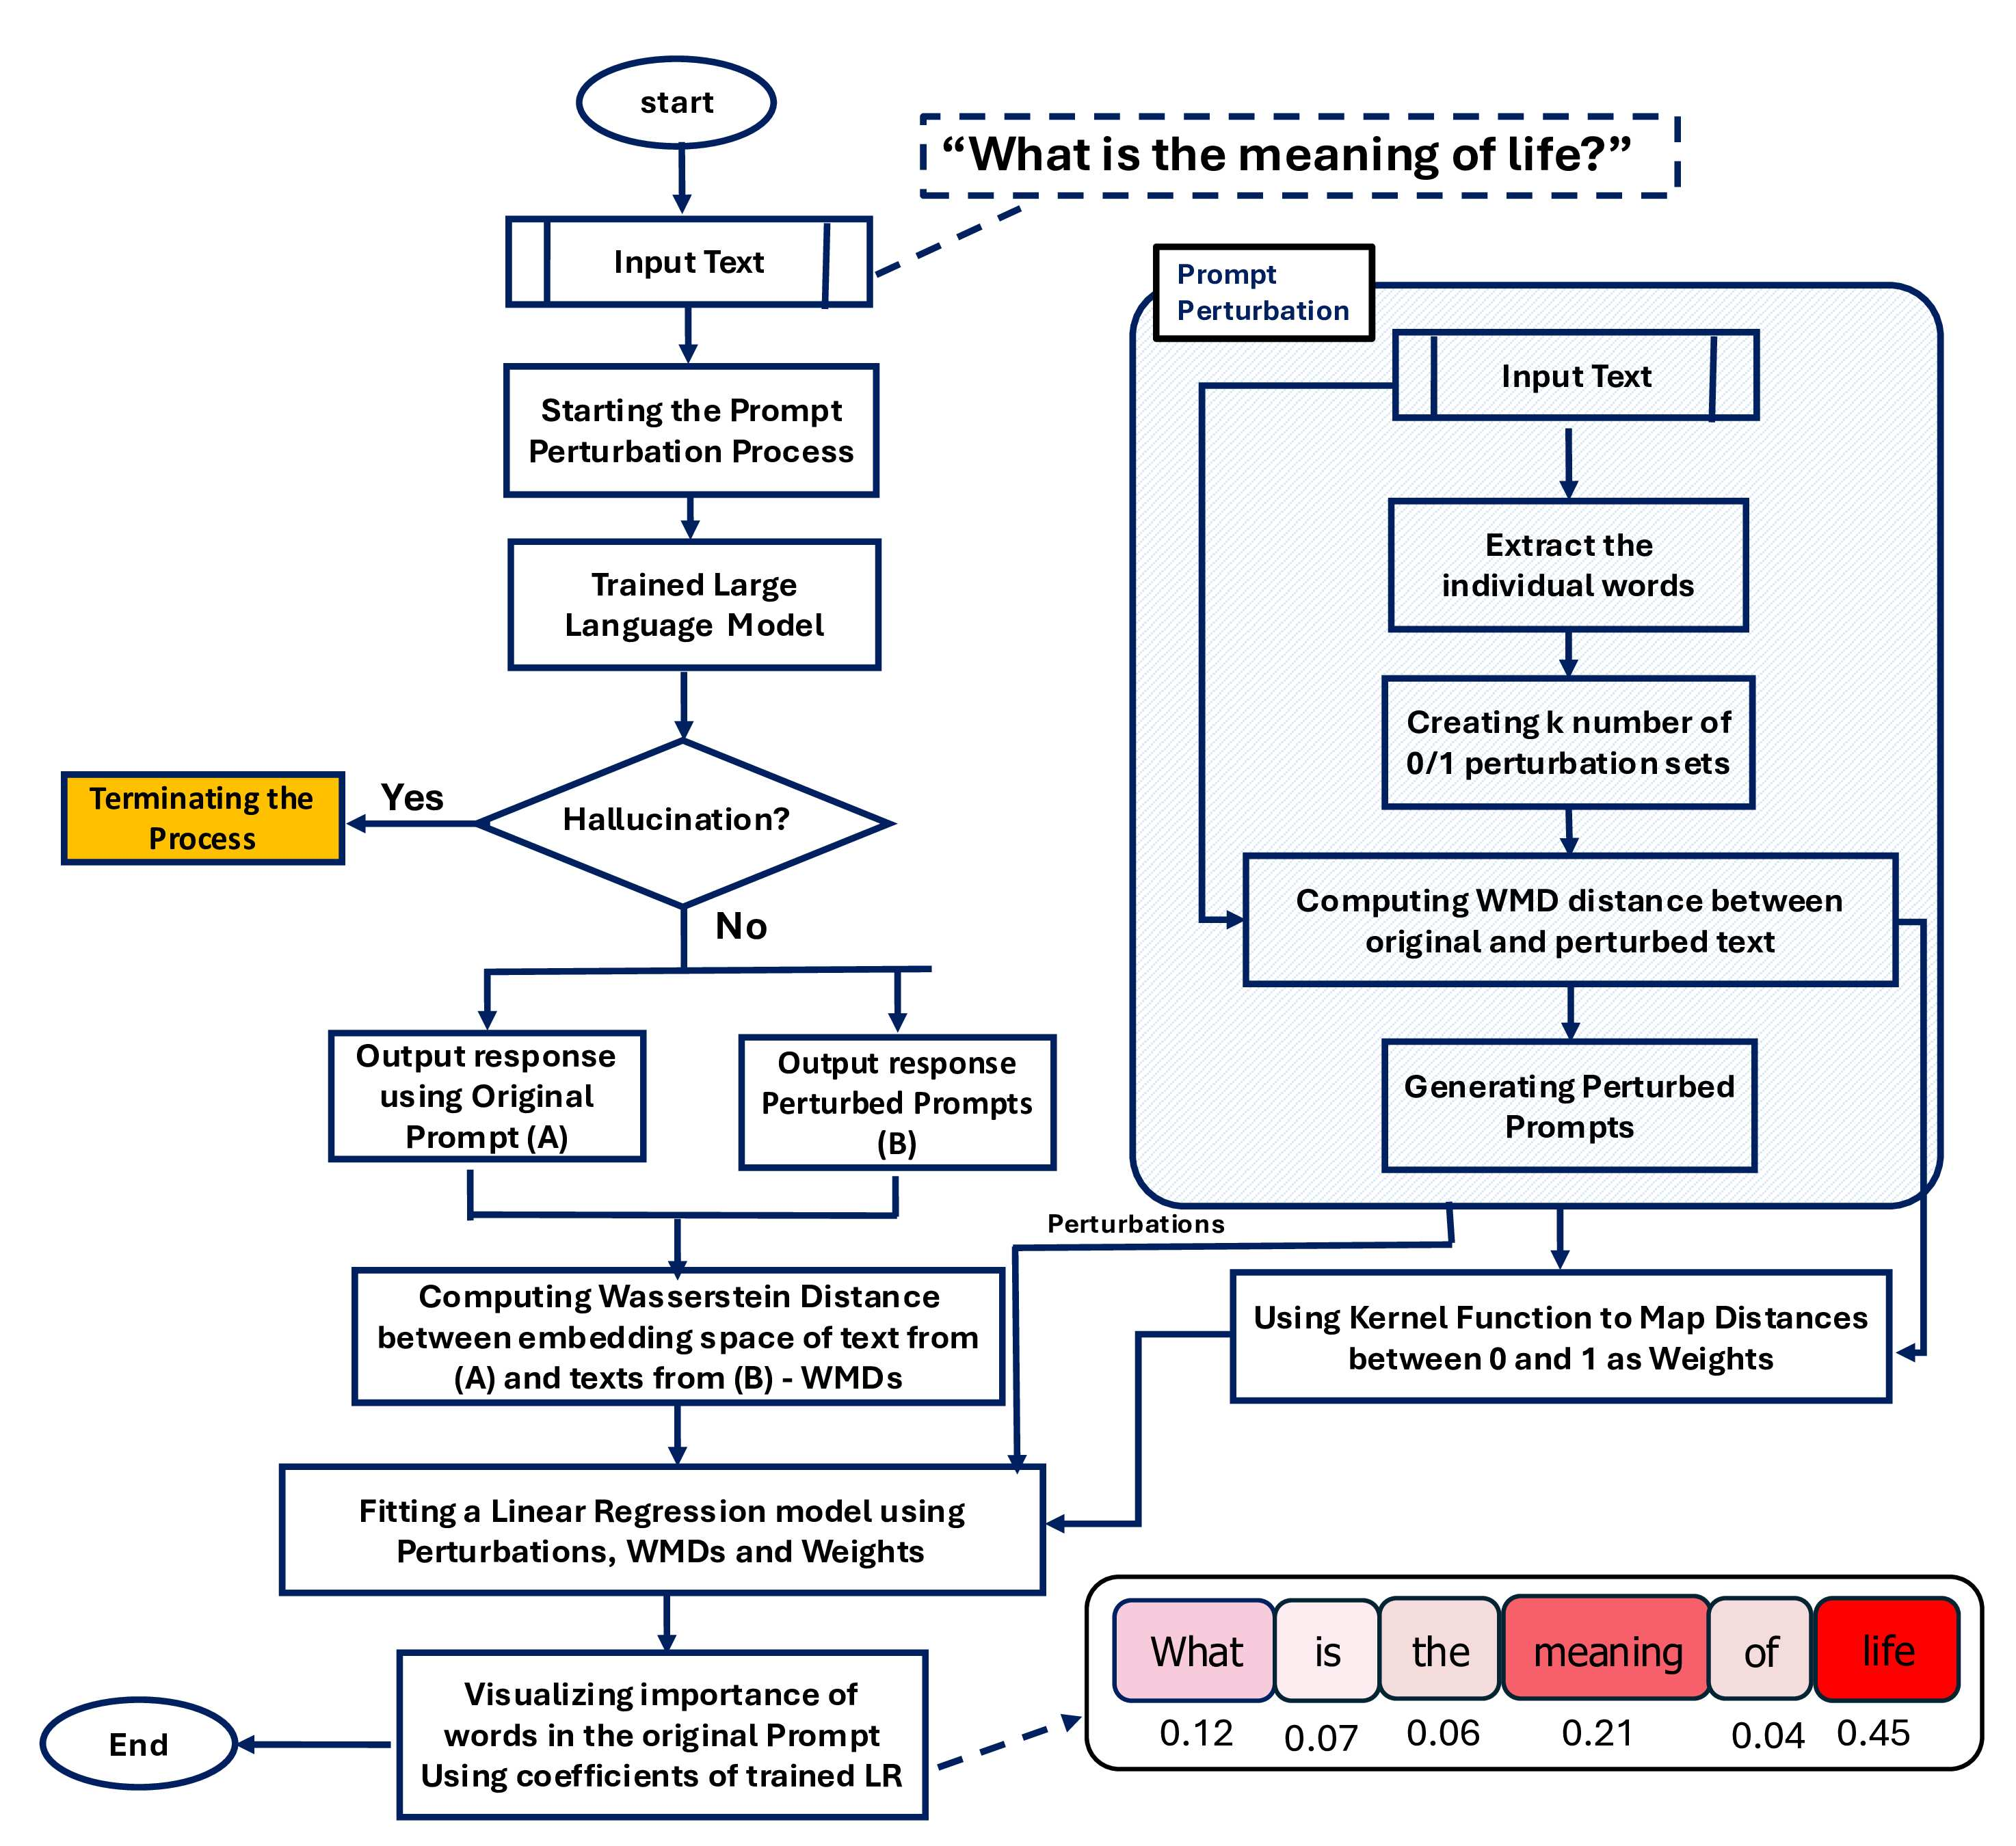 start
“What is the meaning of life?”
Input Text
Starting the Prompt
Perturbation Process
Trained Large
Language Model
Hallucination?
Yes
Terminating the
Process
No
Output response
using Original
Prompt (A)
Output response
Perturbed Prompts
(B)
Computing Wasserstein Distance
between embedding space of text from
(A) and texts from (B) - WMDs
Fitting a Linear Regression model using
Perturbations, WMDs and Weights
Visualizing importance of
words in the original Prompt
Using coefficients of trained LR
End
Prompt
Perturbation
Input Text
Extract the
individual words
Creating k number of
0/1 perturbation sets
Computing WMD distance between
original and perturbed text
Generating Perturbed
Prompts
Perturbations
Using Kernel Function to Map Distances
between 0 and 1 as Weights
What is the meaning of life
0.12 0.07 0.06 0.21 0.04 0.45